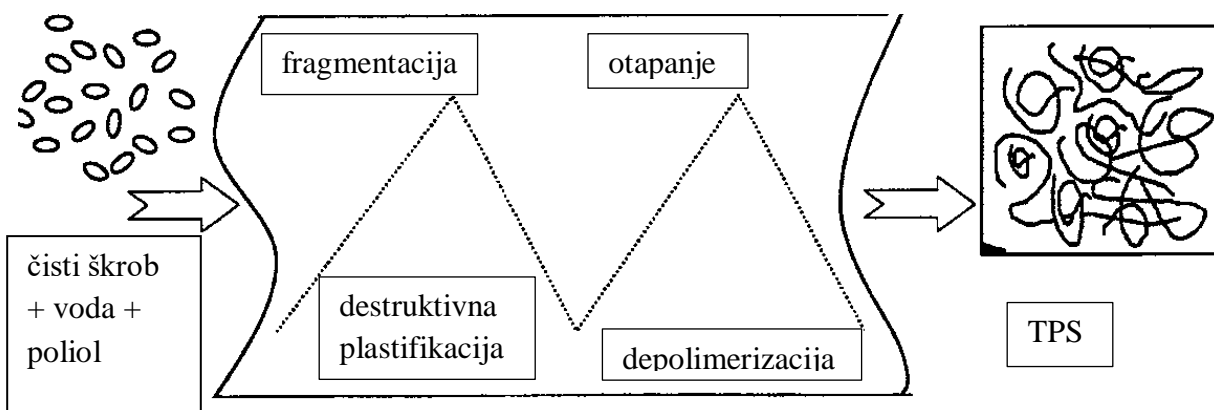 fragmentacija
otapanje
čisti škrob
+ voda +
poliol
destruktivna
plastifikacija
depolimerizacija
TPS